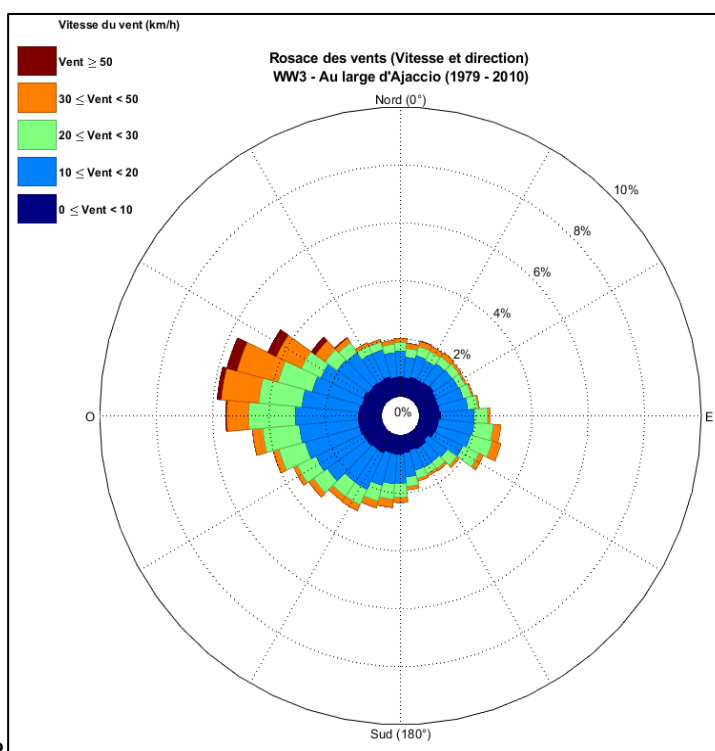 Vitesse du vent (km/h)
Vent ≥ 50
30 ≤ Vent < 50
20 ≤ Vent < 30
10 ≤ Vent < 20
0 ≤ Vent < 10
Rosace des vents (Vitesse et direction)
WW3 - Au large d'Ajaccio (1979 - 2010)
Nord (0°)
10%
8%
6%
4%
2%
0%
O
E
Sud (180°)